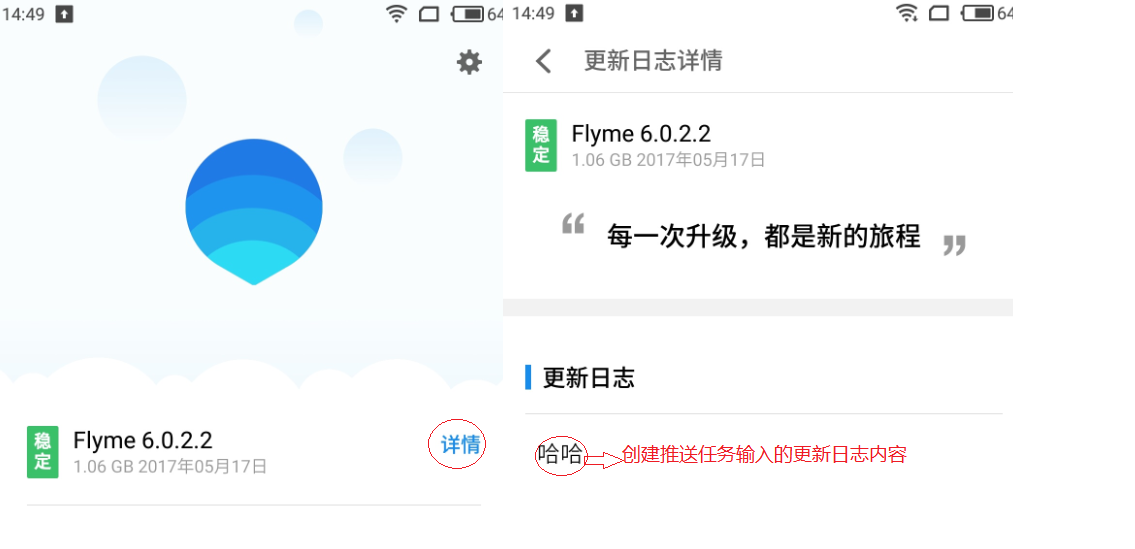 14:49
64
稳定
Flyme 6.0.2.2
1.06 GB 2017年05月17日
详情
14:49
64
更新日志详情
稳定
Flyme 6.0.2.2
1.06 GB 2017年05月17日
“ 每一次升级，都是新的旅程 ”
更新日志
哈哈
创建推送任务输入的更新日志内容